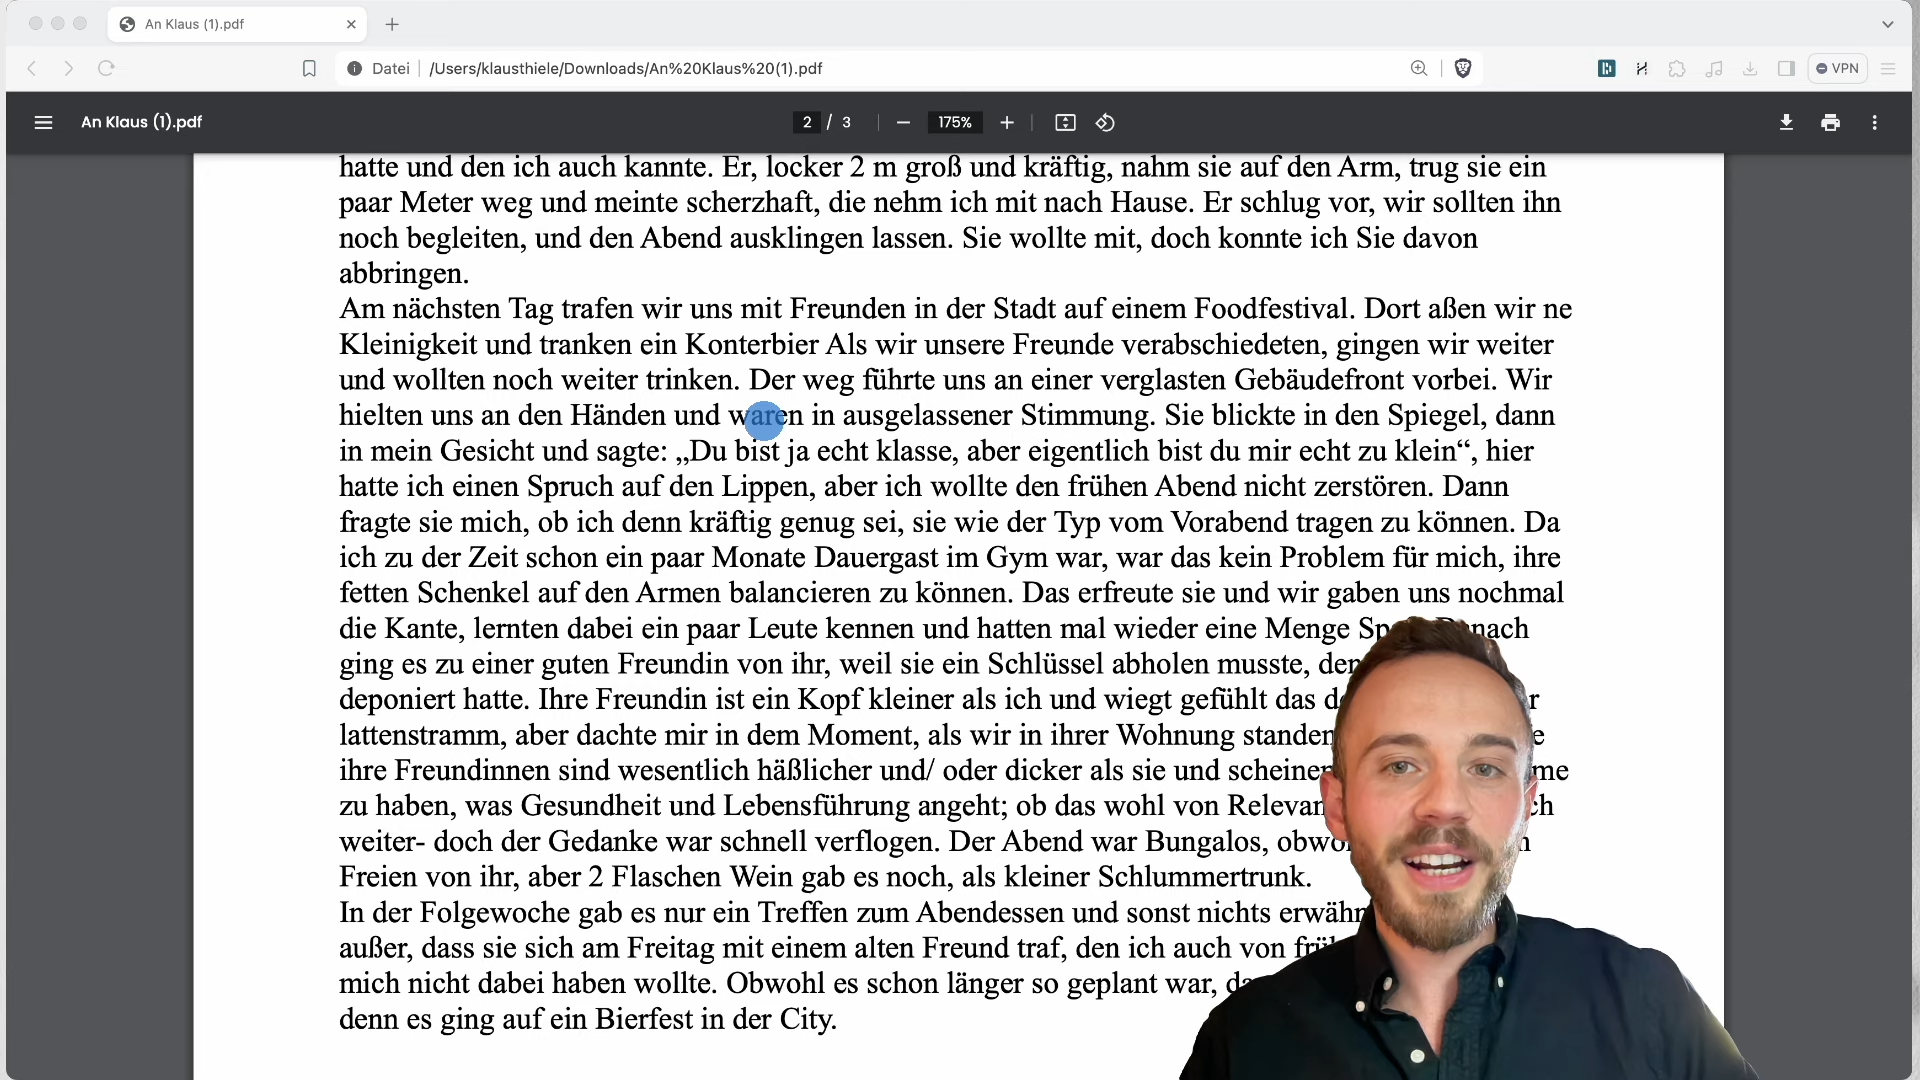 An Klaus (1).pdf
Datei /Users/klausthiele/Downloads/An%20Klaus%20(1).pdf
VPN
An Klaus (1).pdf 2 / 3 175%
hatte und den ich auch kannte. Er, locker 2 m groß und kräftig, nahm sie auf den Arm, trug sie ein
paar Meter weg und meinte scherzhaft, die nehm ich mit nach Hause. Er schlug vor, wir sollten ihn
noch begleiten, und den Abend ausklingen lassen. Sie wollte mit, doch konnte ich Sie davon
abbringen.
Am nächsten Tag trafen wir uns mit Freunden in der Stadt auf einem Foodfestival. Dort aßen wir ne
Kleinigkeit und tranken ein Konterbier Als wir unsere Freunde verabschiedeten, gingen wir weiter
und wollten noch weiter trinken. Der weg führte uns an einer verglasten Gebäudefront vorbei. Wir
hielten uns an den Händen und waren in ausgelassener Stimmung. Sie blickte in den Spiegel, dann
in mein Gesicht und sagte: „Du bist ja echt klasse, aber eigentlich bist du mir echt zu klein“, hier
hatte ich einen Spruch auf den Lippen, aber ich wollte den frühen Abend nicht zerstören. Dann
fragte sie mich, ob ich denn kräftig genug sei, sie wie der Typ vom Vorabend tragen zu können. Da
ich zu der Zeit schon ein paar Monate Dauergast im Gym war, war das kein Problem für mich, ihre
fetten Schenkel auf den Armen balancieren zu können. Das erfreute sie und wir gaben uns nochmal
die Kante, lernten dabei ein paar Leute kennen und hatten mal wieder eine Menge
ging es zu einer guten Freundin von ihr, weil sie ein Schlüssel abholen musste,
deponiert hatte. Ihre Freundin ist ein Kopf kleiner als ich und wiegt gefühlt das
lattenstramm, aber dachte mir in dem Moment, als wir in ihrer Wohnung standen
ihre Freundinnen sind wesentlich häßlicher und/ oder dicker als sie und
zu haben, was Gesundheit und Lebensführung angeht; ob das wohl von
weiter- doch der Gedanke war schnell verflogen. Der Abend war Bungalos,
Freien von ihr, aber 2 Flaschen Wein gab es noch, als kleiner Schlummertrunk.
In der Folgewoche gab es nur ein Treffen zum Abendessen und sonst nichts
außer, dass sie sich am Freitag mit einem alten Freund traf, den ich auch von
mich nicht dabei haben wollte. Obwohl es schon länger so geplant war,
denn es ging auf ein Bierfest in der City.